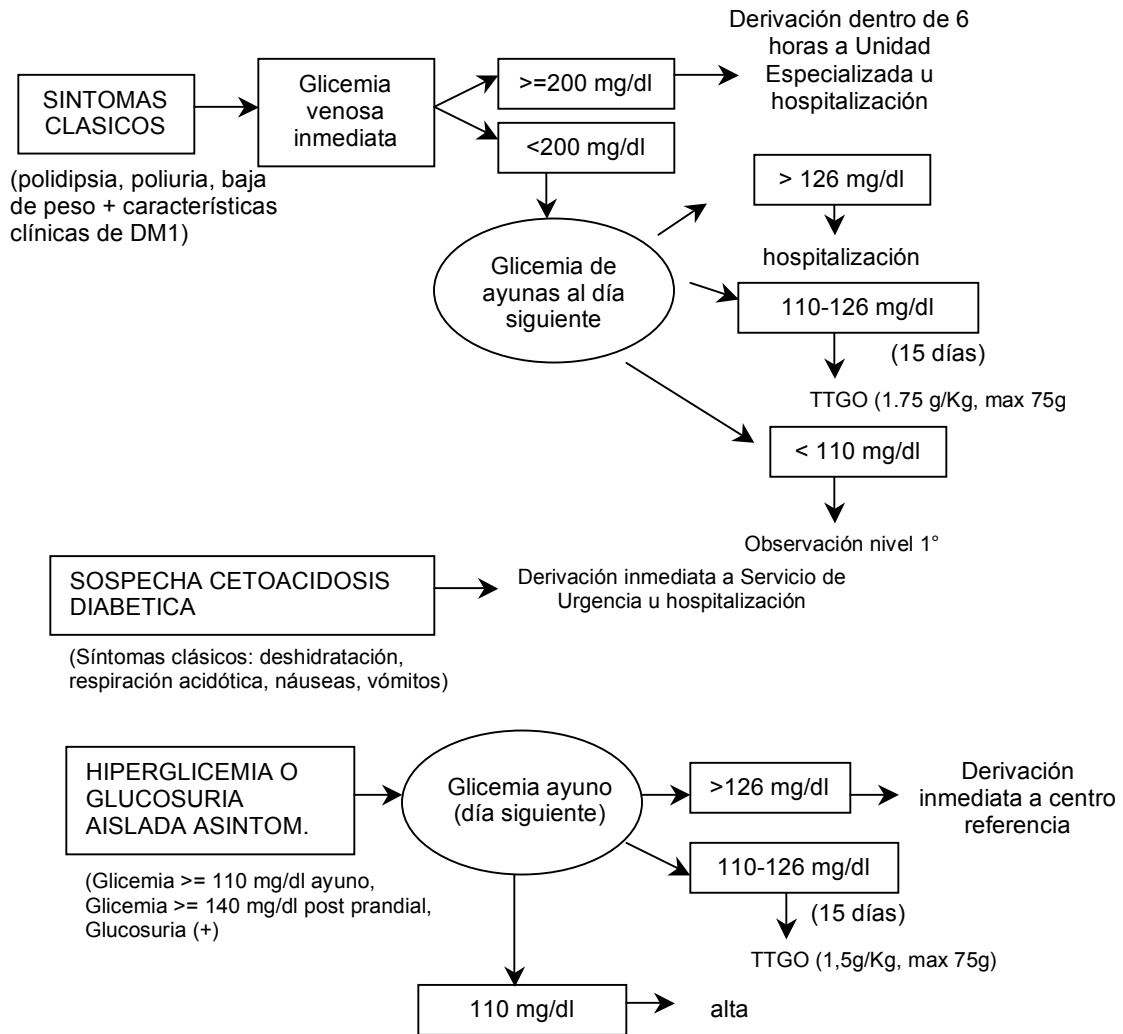 Derivación dentro de 6
horas a Unidad
Especializada u
hospitalización
SINTOMAS
CLASICOS
Glicemia
venosa
inmediata
>=200 mg/dl
<200 mg/dl
(polidipsia, poliuria, baja
de peso + características
clínicas de DM1)
> 126 mg/dl
hospitalización
Glicemia de
ayunas al día
siguiente
110-126 mg/dl
(15 días)
TTGO (1.75 g/Kg, max 75g
< 110 mg/dl
Observación nivel 1°
SOSPECHA CETOACIDOSIS
DIABETICA
Derivación inmediata a Servicio de
Urgencia u hospitalización
(Síntomas clásicos: deshidratación,
respiración acidótica, náuseas, vómitos)
HIPERGLICEMIA O
GLUCOSURIA
AISLADA ASINTOM.
Glicemia ayuno
(día siguiente)
>126 mg/dl
Derivación
inmediata a centro
referencia
110-126 mg/dl
(15 días)
TTGO (1,5g/Kg, max 75g)
(Glicemia >= 110 mg/dl ayuno,
Glicemia >= 140 mg/dl post prandial,
Glucosuria (+)
110 mg/dl
alta